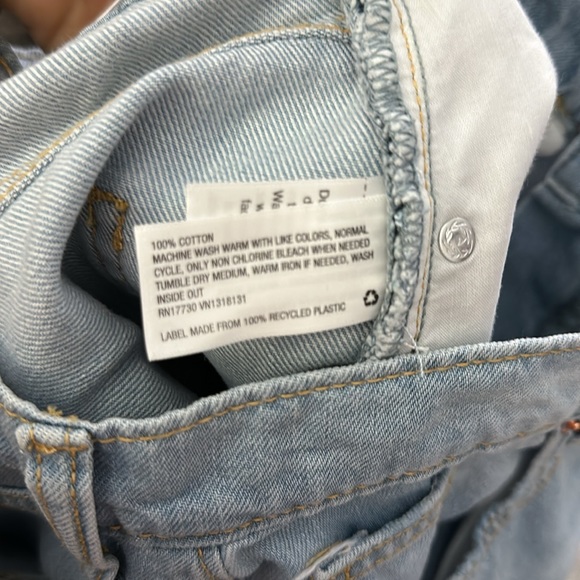 100% COTTON
MACHINE WASH WARM WITH LIKE COLORS, NORMAL
CYCLE, ONLY NON CHLORINE BLEACH WHEN NEEDED
TUMBLE DRY MEDIUM, WARM IRON IF NEEDED, WASH
INSIDE OUT
RN17730 VN1318131
LABEL MADE FROM 100% RECYCLED PLASTIC